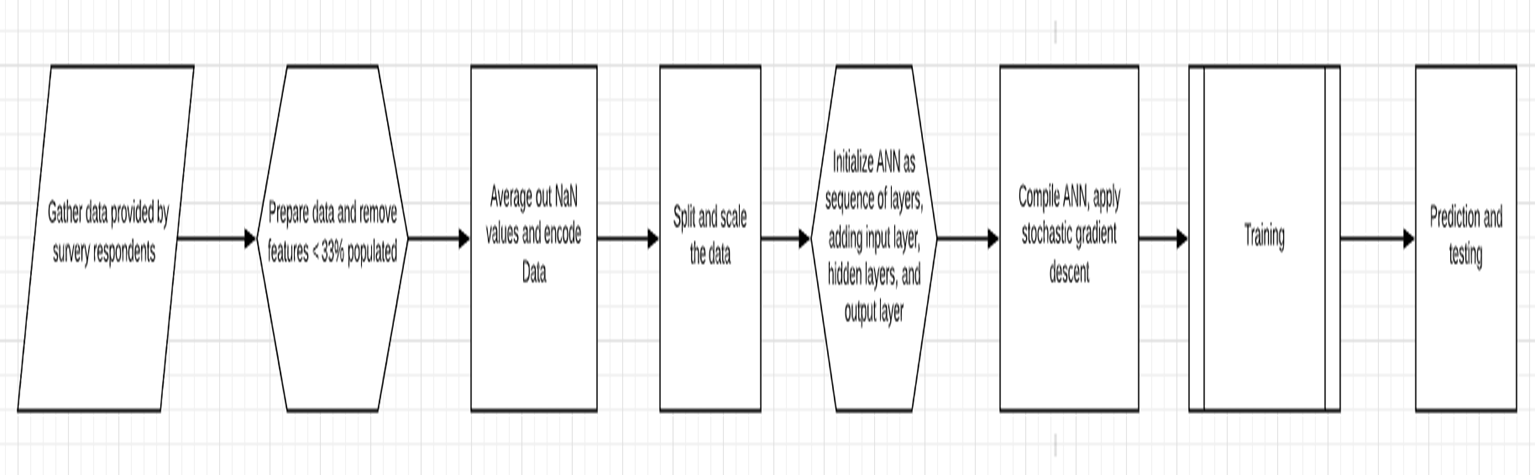 Gather data provided by
survery respondents
Prepare data and remove
features < 33% populated
Average out NaN
values and encode
Data
Split and scale
the data
Initialize ANN as
sequence of layers,
adding input layer,
hidden layers, and
output layer
Compile ANN, apply
stochastic gradient
descent
Training
Prediction and
testing